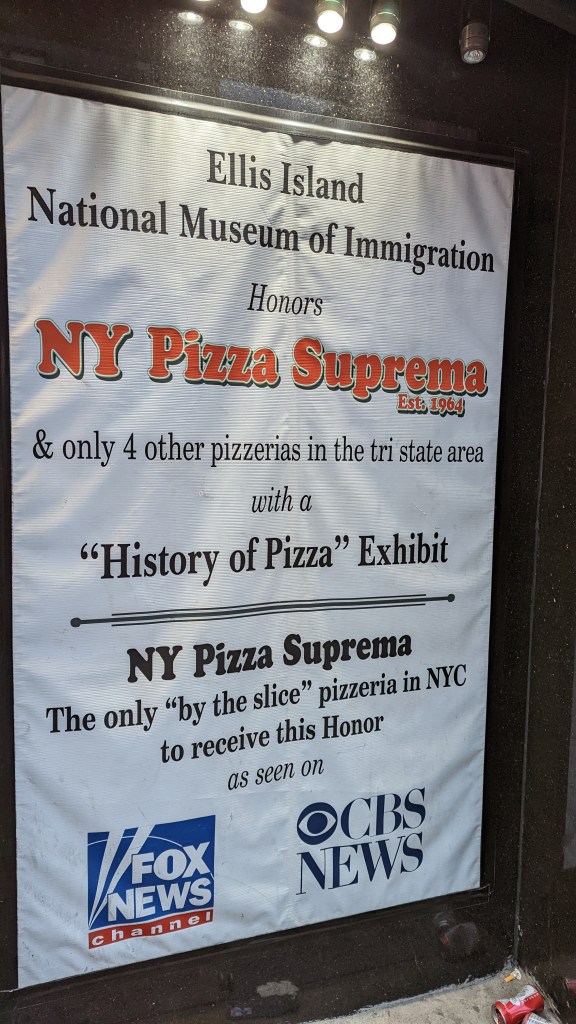 Ellis Island
National Museum of Immigration
Honors
NY Pizza Suprema
Est. 1964
& only 4 other pizzerias in the tri state area
with a
“History of Pizza” Exhibit
NY Pizza Suprema
The only “by the slice” pizzeria in NYC
to receive this Honor
as seen on
FOX
NEWS
channel
CBS
NEWS